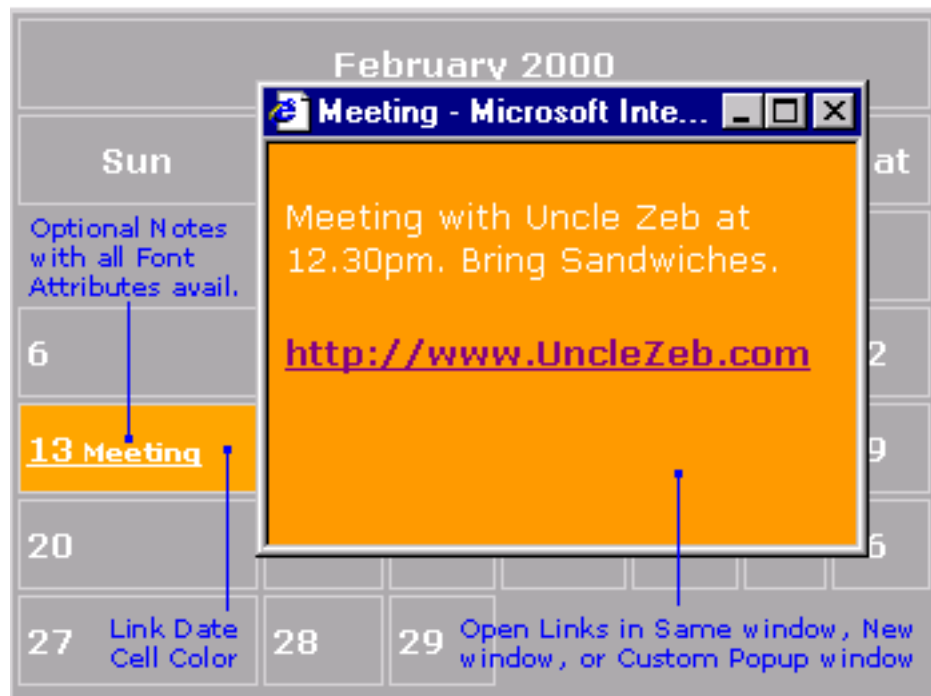 February 2000
Meeting - Microsoft Inte...
Sun
at
Optional Notes
with all Font
Attributes avail.
Meeting with Uncle Zeb at
12.30pm. Bring Sandwiches.
http://www.UncleZeb.com
6
2
13 Meeting
9
20
6
27
Link Date
Cell Color
28
29
Open Links in Same window, New
window, or Custom Popup window